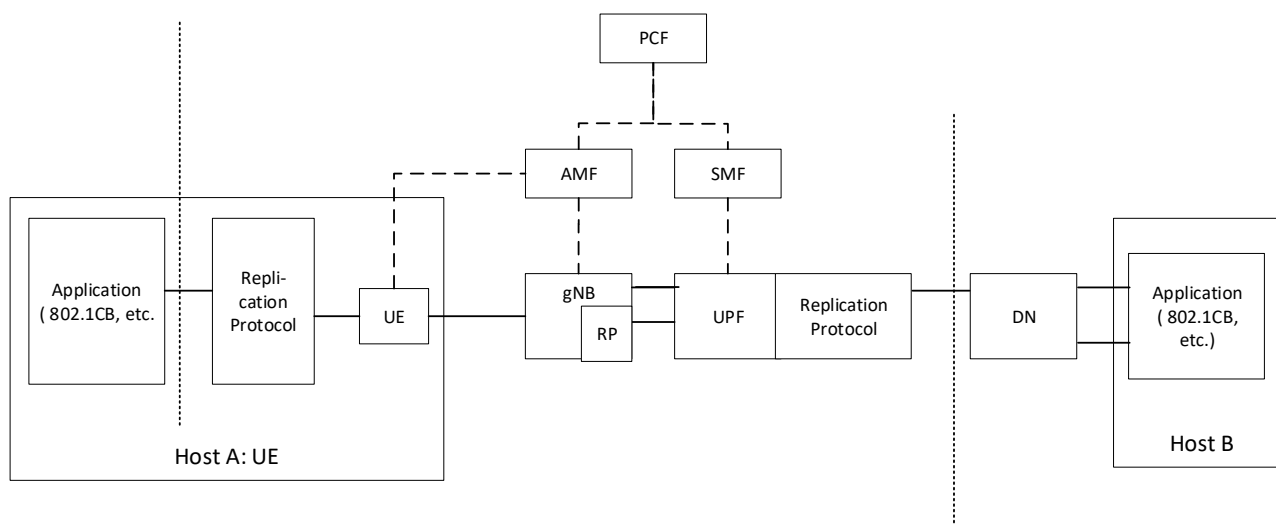 PCF
AMF
SMF
Application
( 802.1CB, etc.
Repli-
cation
Protocol
UE
gNB
RP
UPF
Replication
Protocol
DN
Application
( 802.1CB,
etc.)
Host A: UE
Host B